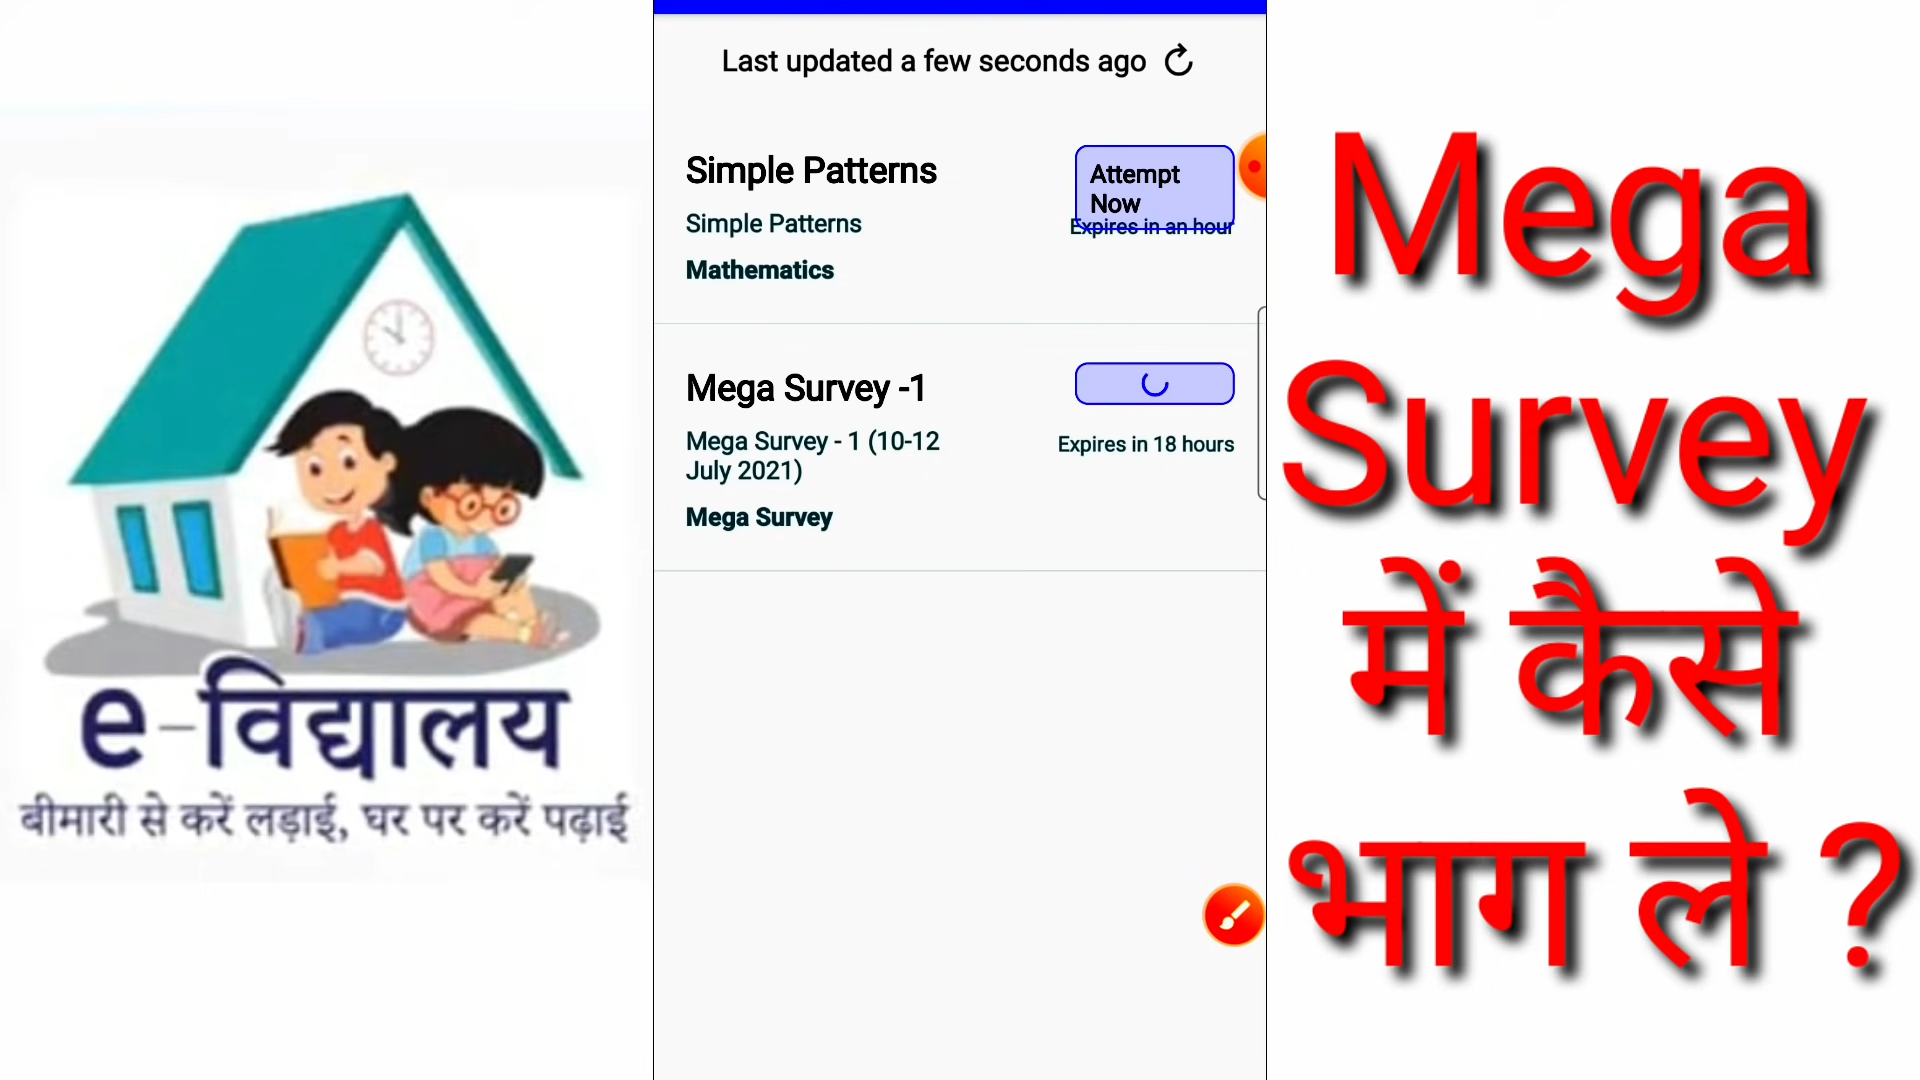 e-विद्यालय
बीमारी से करें लड़ाई, घर पर करें पढ़ाई
Last updated a few seconds ago
Simple Patterns
Attempt
Now
Simple Patterns
Expires in an hour
Mathematics
Mega Survey -1
Mega Survey - 1 (10-12
July 2021)
Expires in 18 hours
Mega Survey
Mega
Survey
में कैसे
भाग ले ?